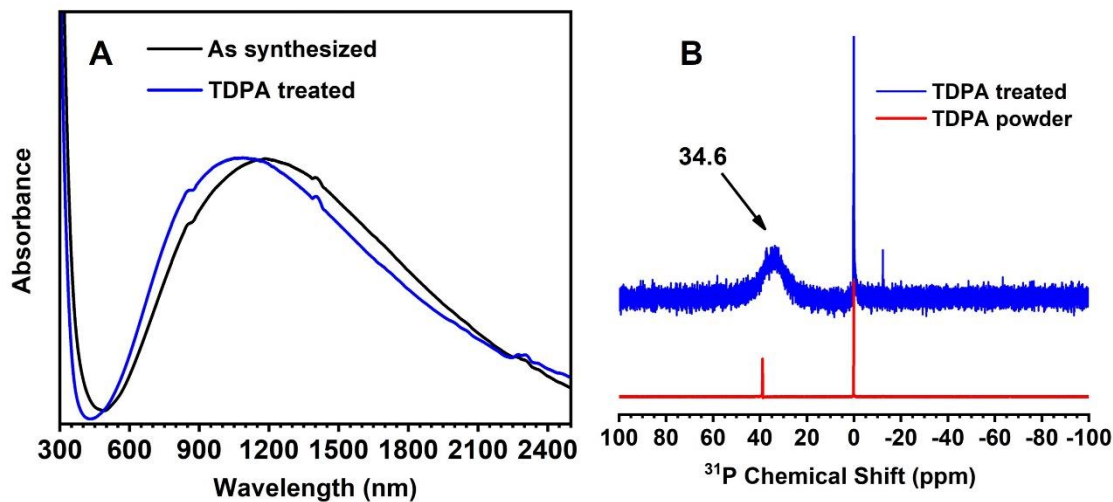 A
As synthesized
TDPA treated
Absorbance
300 600 900 1200 1500 1800 2100 2400
Wavelength (nm)
B
TDPA treated
TDPA powder
34.6
100 80 60 40 20 0 -20 -40 -60 -80 -100
³¹P Chemical Shift (ppm)